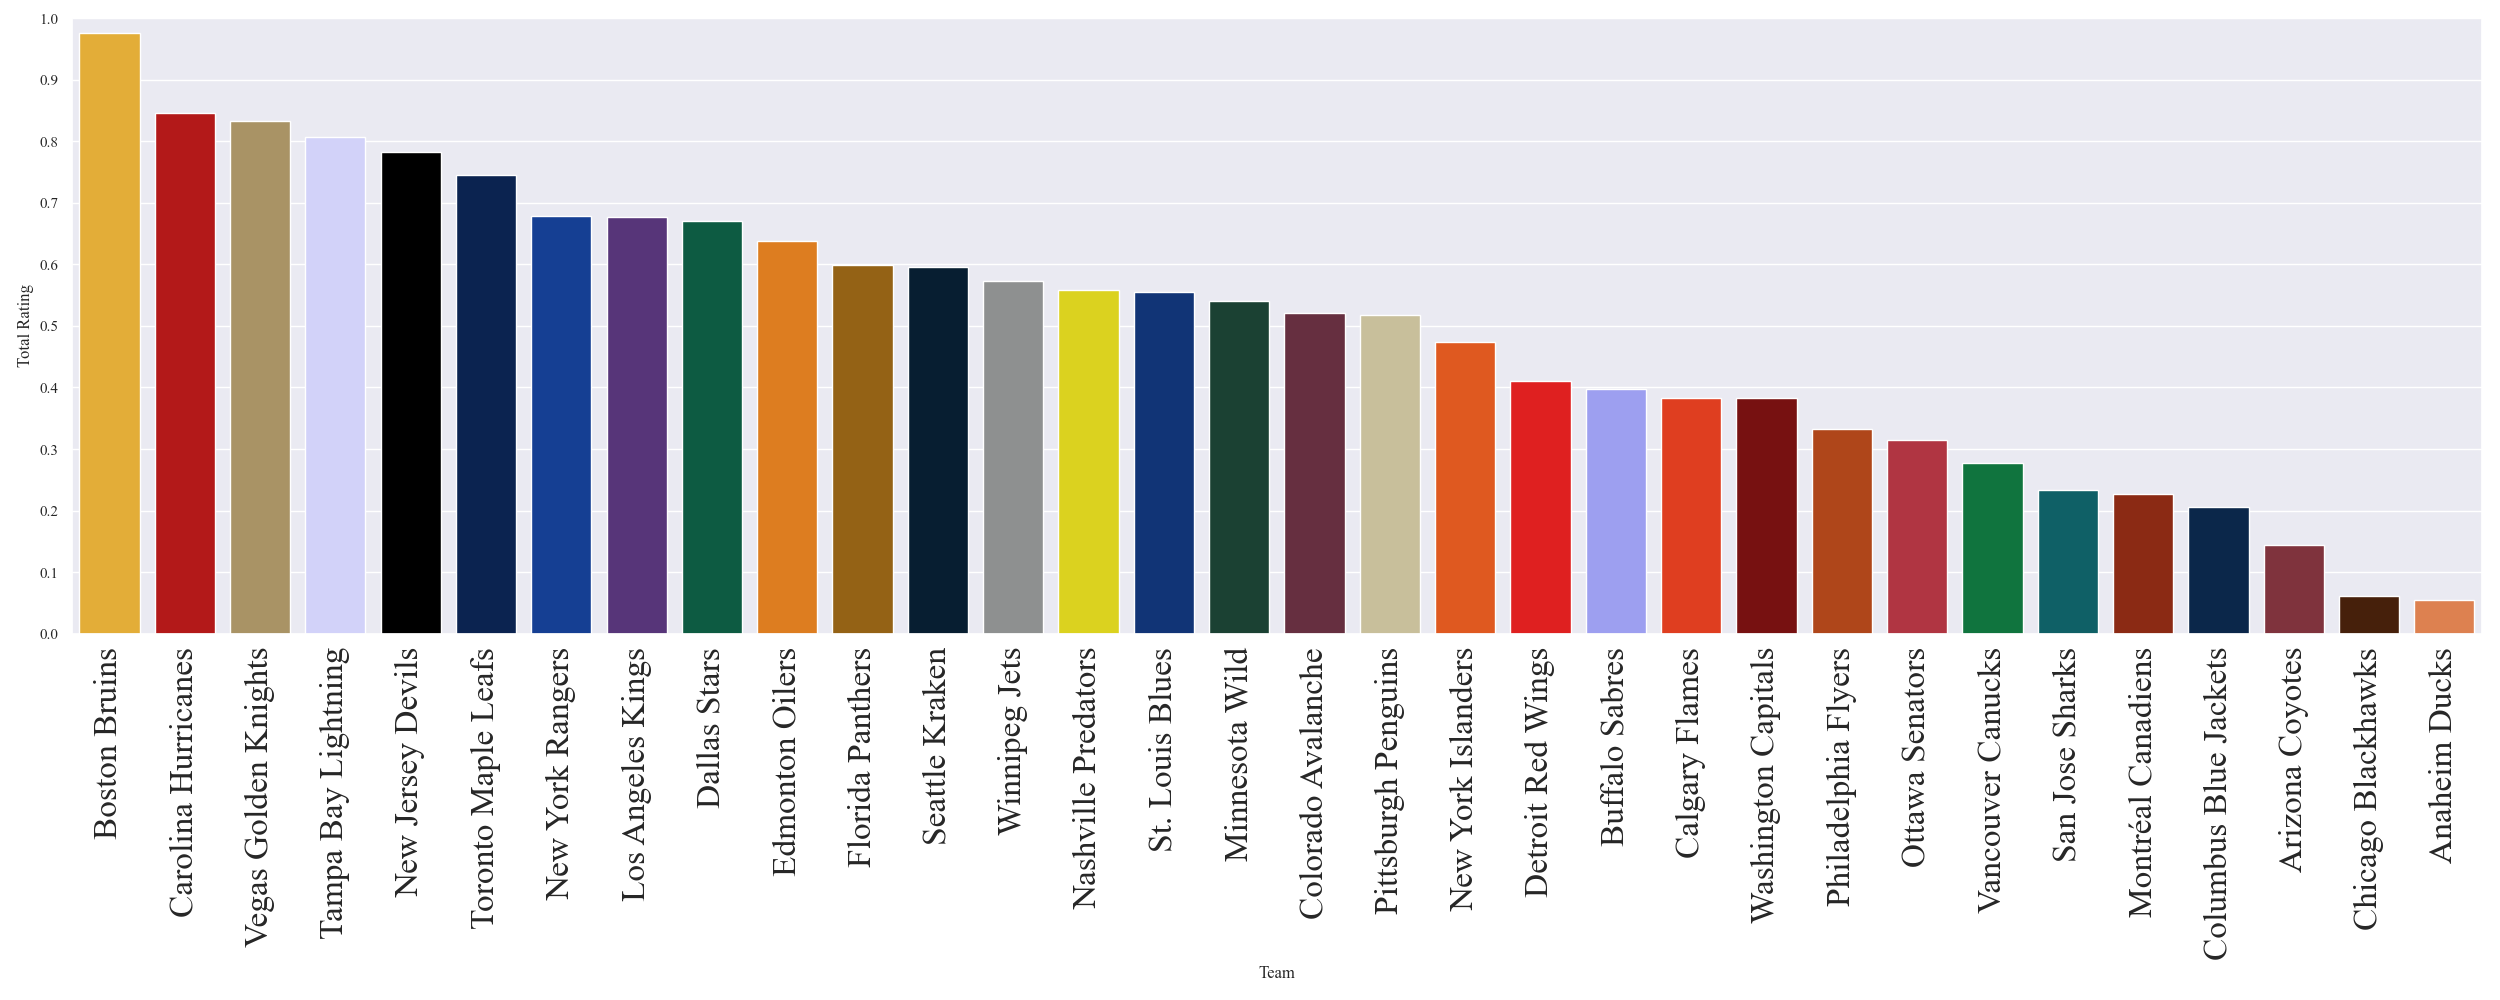 1.0
0.9
0.8
0.7
0.6
0.5
0.4
0.3
0.2
0.1
0.0
Total Rating
Boston Bruins
Carolina Hurricanes
Vegas Golden Knights
Tampa Bay Lightning
New Jersey Devils
Toronto Maple Leafs
New York Rangers
Los Angeles Kings
Dallas Stars
Edmonton Oilers
Florida Panthers
Seattle Kraken
Winnipeg Jets
Nashville Predators
St. Louis Blues
Minnesota Wild
Colorado Avalanche
Pittsburgh Penguins
New York Islanders
Detroit Red Wings
Buffalo Sabres
Calgary Flames
Washington Capitals
Philadelphia Flyers
Ottawa Senators
Vancouver Canucks
San Jose Sharks
Montréal Canadiens
Columbus Blue Jackets
Arizona Coyotes
Chicago Blackhawks
Anaheim Ducks
Team